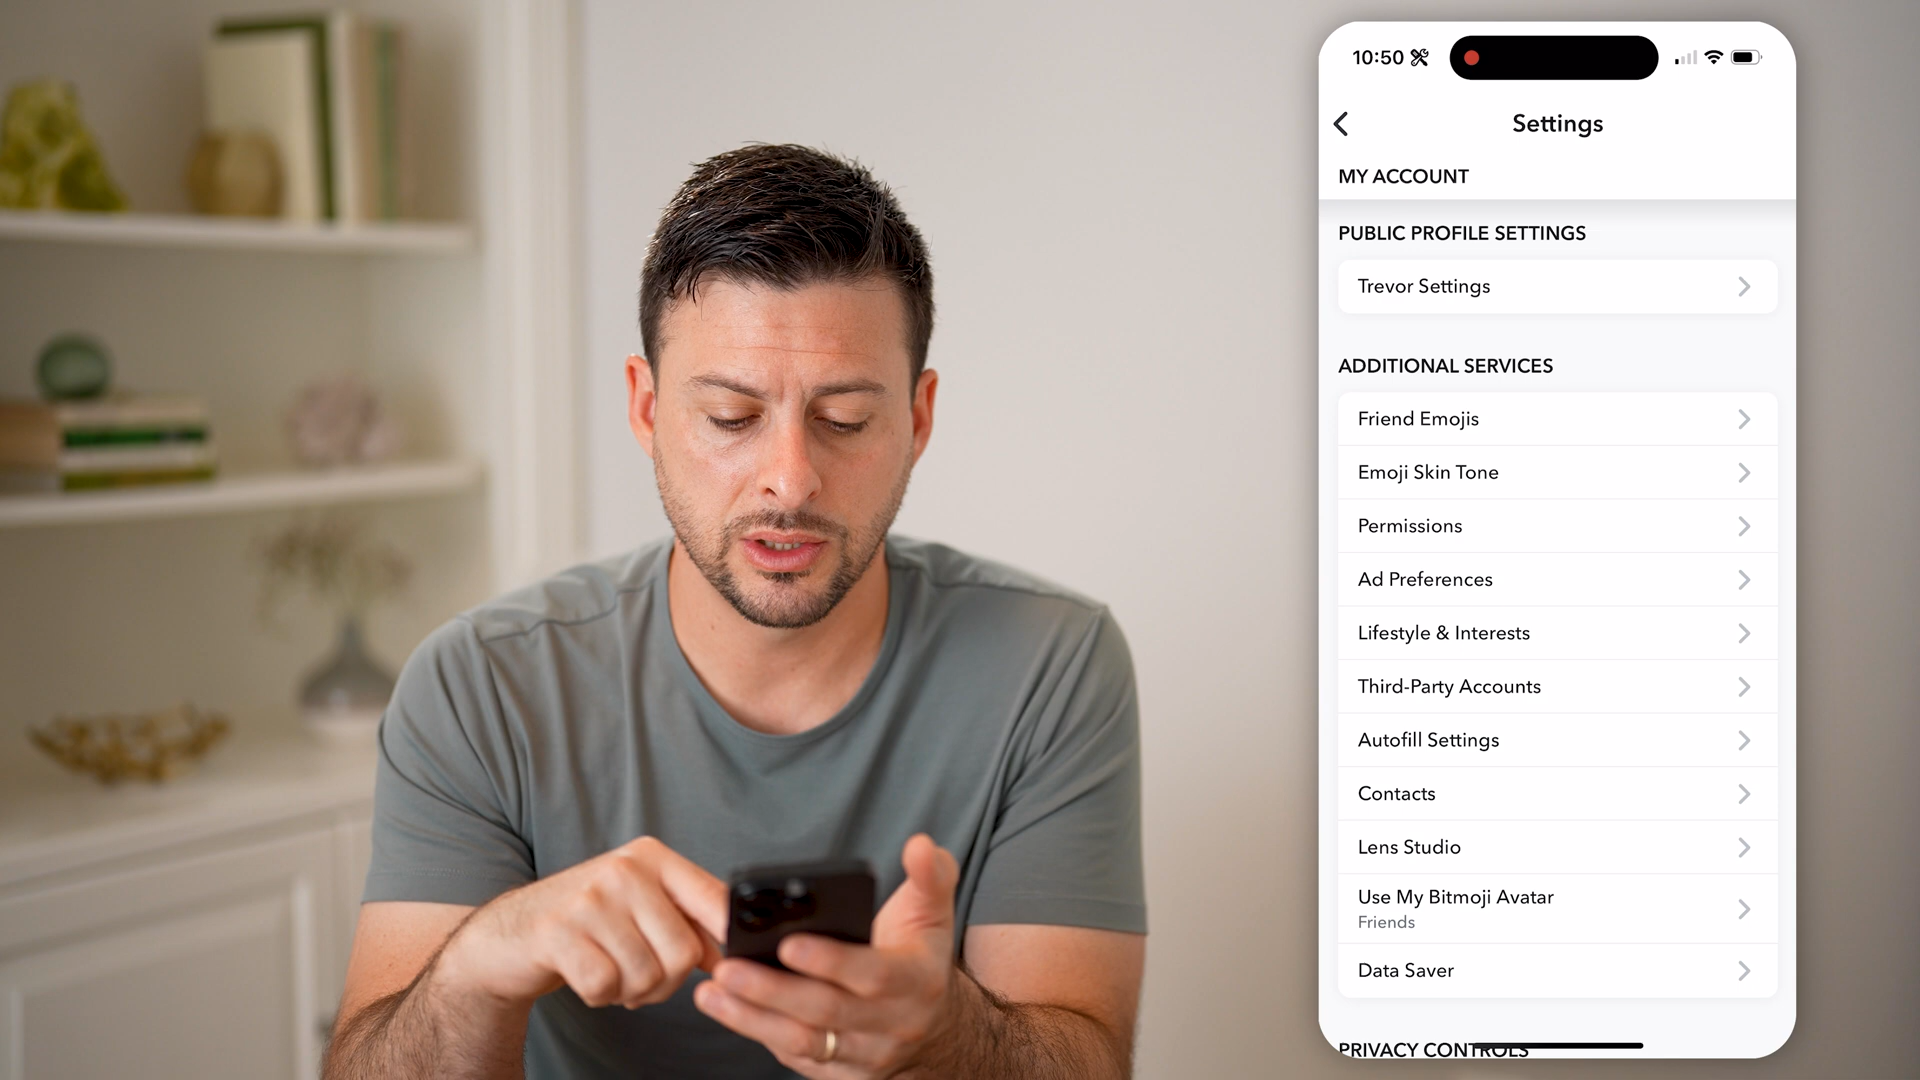 10:50
Settings
MY ACCOUNT
PUBLIC PROFILE SETTINGS
Trevor Settings
ADDITIONAL SERVICES
Friend Emojis
Emoji Skin Tone
Permissions
Ad Preferences
Lifestyle & Interests
Third-Party Accounts
Autofill Settings
Contacts
Lens Studio
Use My Bitmoji Avatar
Friends
Data Saver
PRIVACY CONTROLS